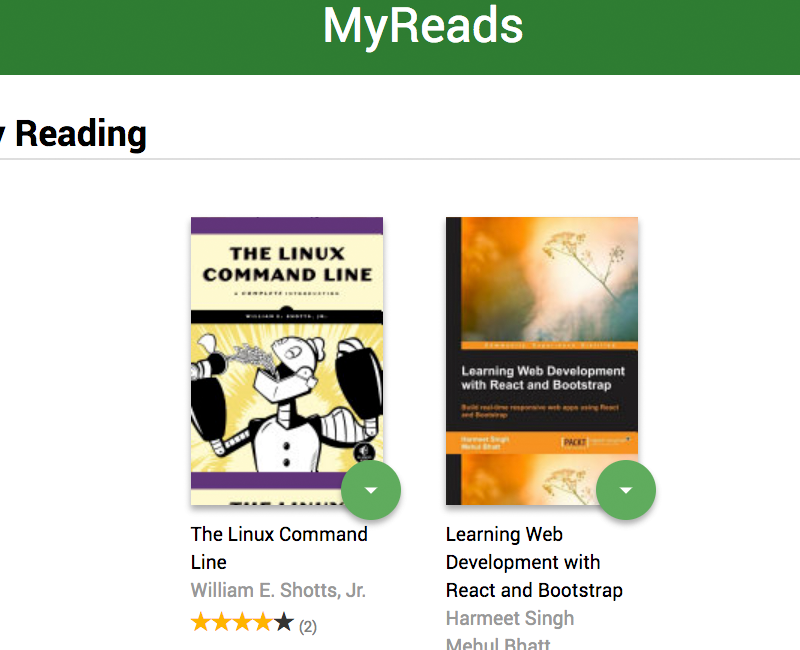 MyReads
y Reading
THE LINUX
COMMAND LINE
A COMPLETE INTRODUCTION
WILLIAM E. SHOTTS, JR.
THE LINUX
The Linux Command
Line
William E. Shotts, Jr.
(2)
Community Experience Distilled
Learning Web Development
with React and Bootstrap
Build real-time responsive web apps using React
and Bootstrap
Harmeet Singh
Mehul Bhatt
PACKT
Learning Web
Development with
React and Bootstrap
Harmeet Singh
Mehul Bhatt